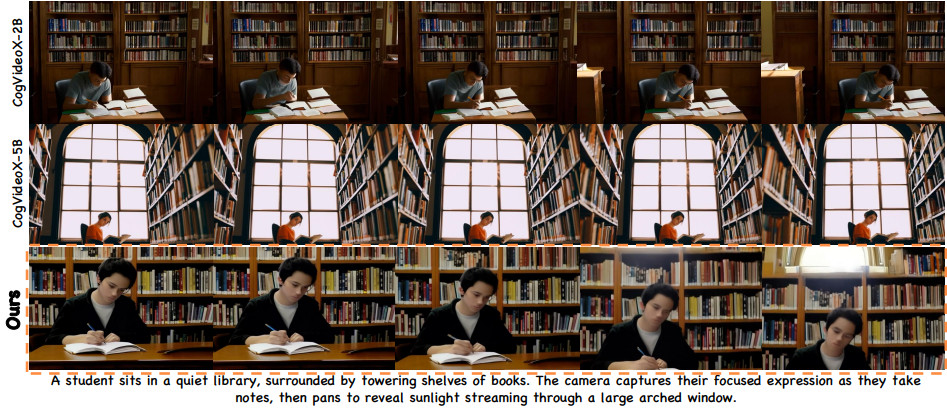 CogVideoX-2B
CogVideoX-5B
Ours
A student sits in a quiet library, surrounded by towering shelves of books. The camera captures their focused expression as they take
notes, then pans to reveal sunlight streaming through a large arched window.